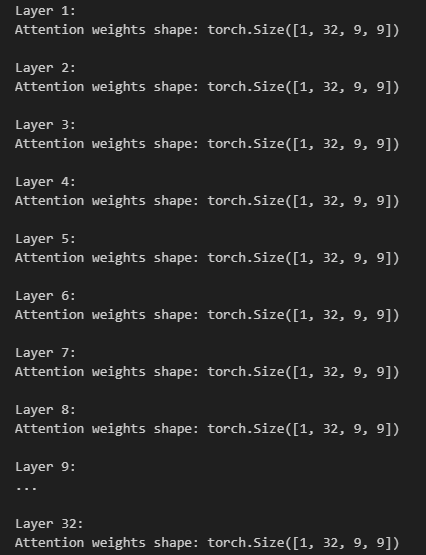 Layer 1:
Attention weights shape: torch.Size([1, 32, 9, 9])
Layer 2:
Attention weights shape: torch.Size([1, 32, 9, 9])
Layer 3:
Attention weights shape: torch.Size([1, 32, 9, 9])
Layer 4:
Attention weights shape: torch.Size([1, 32, 9, 9])
Layer 5:
Attention weights shape: torch.Size([1, 32, 9, 9])
Layer 6:
Attention weights shape: torch.Size([1, 32, 9, 9])
Layer 7:
Attention weights shape: torch.Size([1, 32, 9, 9])
Layer 8:
Attention weights shape: torch.Size([1, 32, 9, 9])
Layer 9:
...
Layer 32:
Attention weights shape: torch.Size([1, 32, 9, 9])